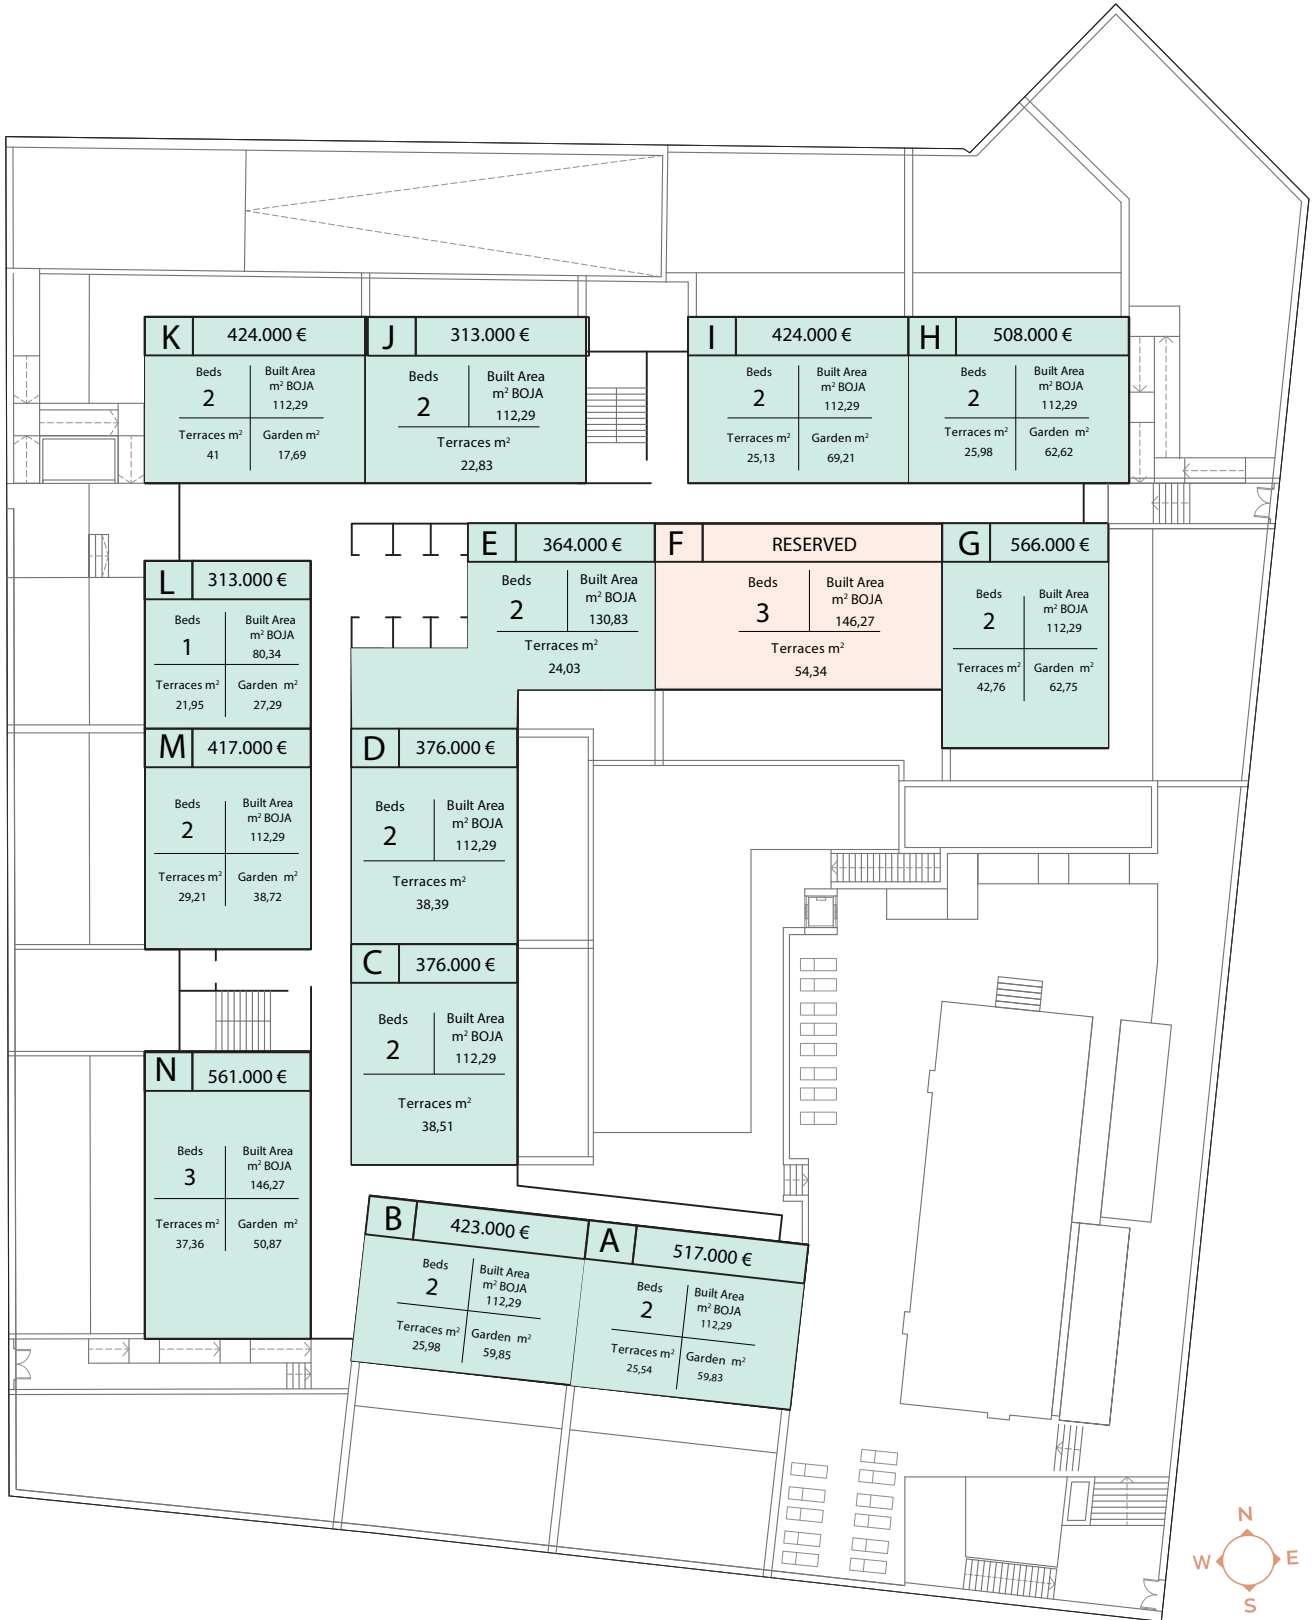 K 424.000 €
Beds
2
Built Area
m² BOJA
112,29
Terraces m²
41
Garden m²
17,69
J 313.000 €
Beds
2
Built Area
m² BOJA
112,29
Terraces m²
22,83
I 424.000 €
Beds
2
Built Area
m² BOJA
112,29
Terraces m²
25,13
Garden m²
69,21
H 508.000 €
Beds
2
Built Area
m² BOJA
112,29
Terraces m²
25,98
Garden m²
62,62
E 364.000 €
Beds
2
Built Area
m² BOJA
130,83
Terraces m²
24,03
F RESERVED
Beds
3
Built Area
m² BOJA
146,27
Terraces m²
54,34
G 566.000 €
Beds
2
Built Area
m² BOJA
112,29
Terraces m²
42,76
Garden m²
62,75
L 313.000 €
Beds
1
Built Area
m² BOJA
80,34
Terraces m²
21,95
Garden m²
27,29
M 417.000 €
Beds
2
Built Area
m² BOJA
112,29
Terraces m²
29,21
Garden m²
38,72
D 376.000 €
Beds
2
Built Area
m² BOJA
112,29
Terraces m²
38,39
C 376.000 €
Beds
2
Built Area
m² BOJA
112,29
Terraces m²
38,51
N 561.000 €
Beds
3
Built Area
m² BOJA
146,27
Terraces m²
37,36
Garden m²
50,87
B 423.000 €
Beds
2
Built Area
m² BOJA
112,29
Terraces m²
25,98
Garden m²
59,85
A 517.000 €
Beds
2
Built Area
m² BOJA
112,29
Terraces m²
25,54
Garden m²
59,83
N
W E
S